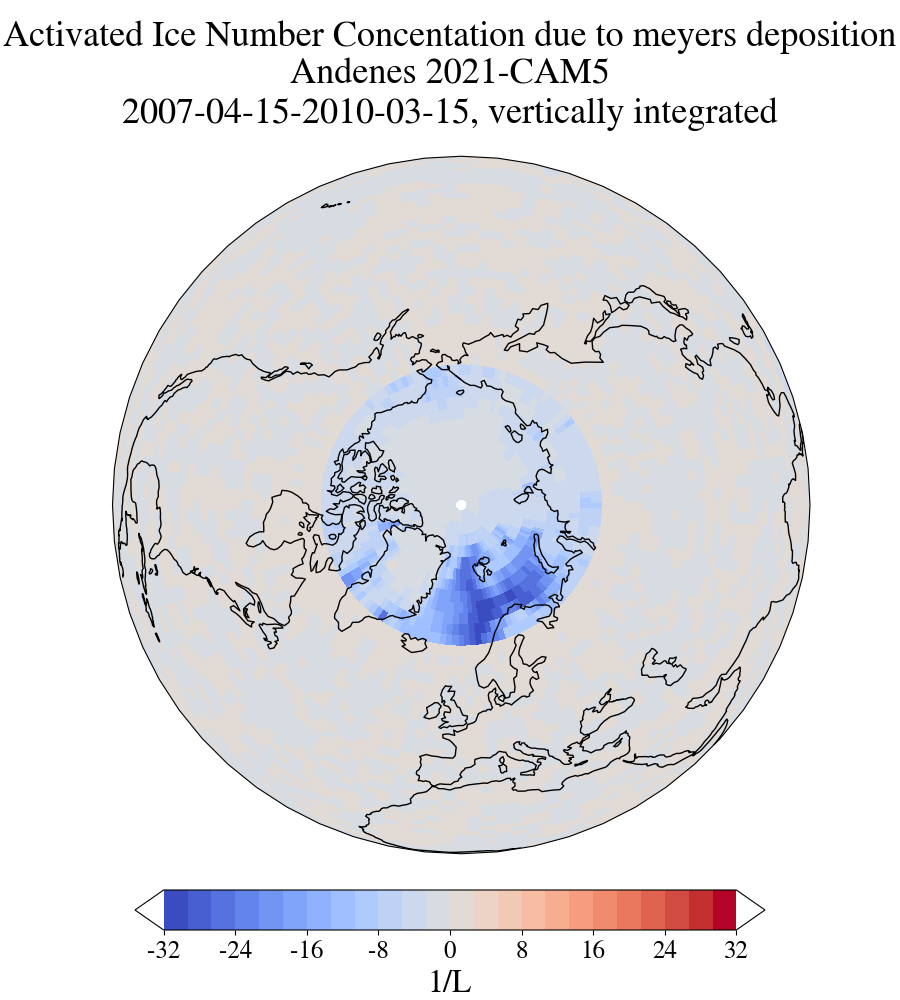 Activated Ice Number Concentation due to meyers deposition
Andenes 2021-CAM5
2007-04-15-2010-03-15, vertically integrated
-32 -24 -16 -8 0 8 16 24 32
1/L